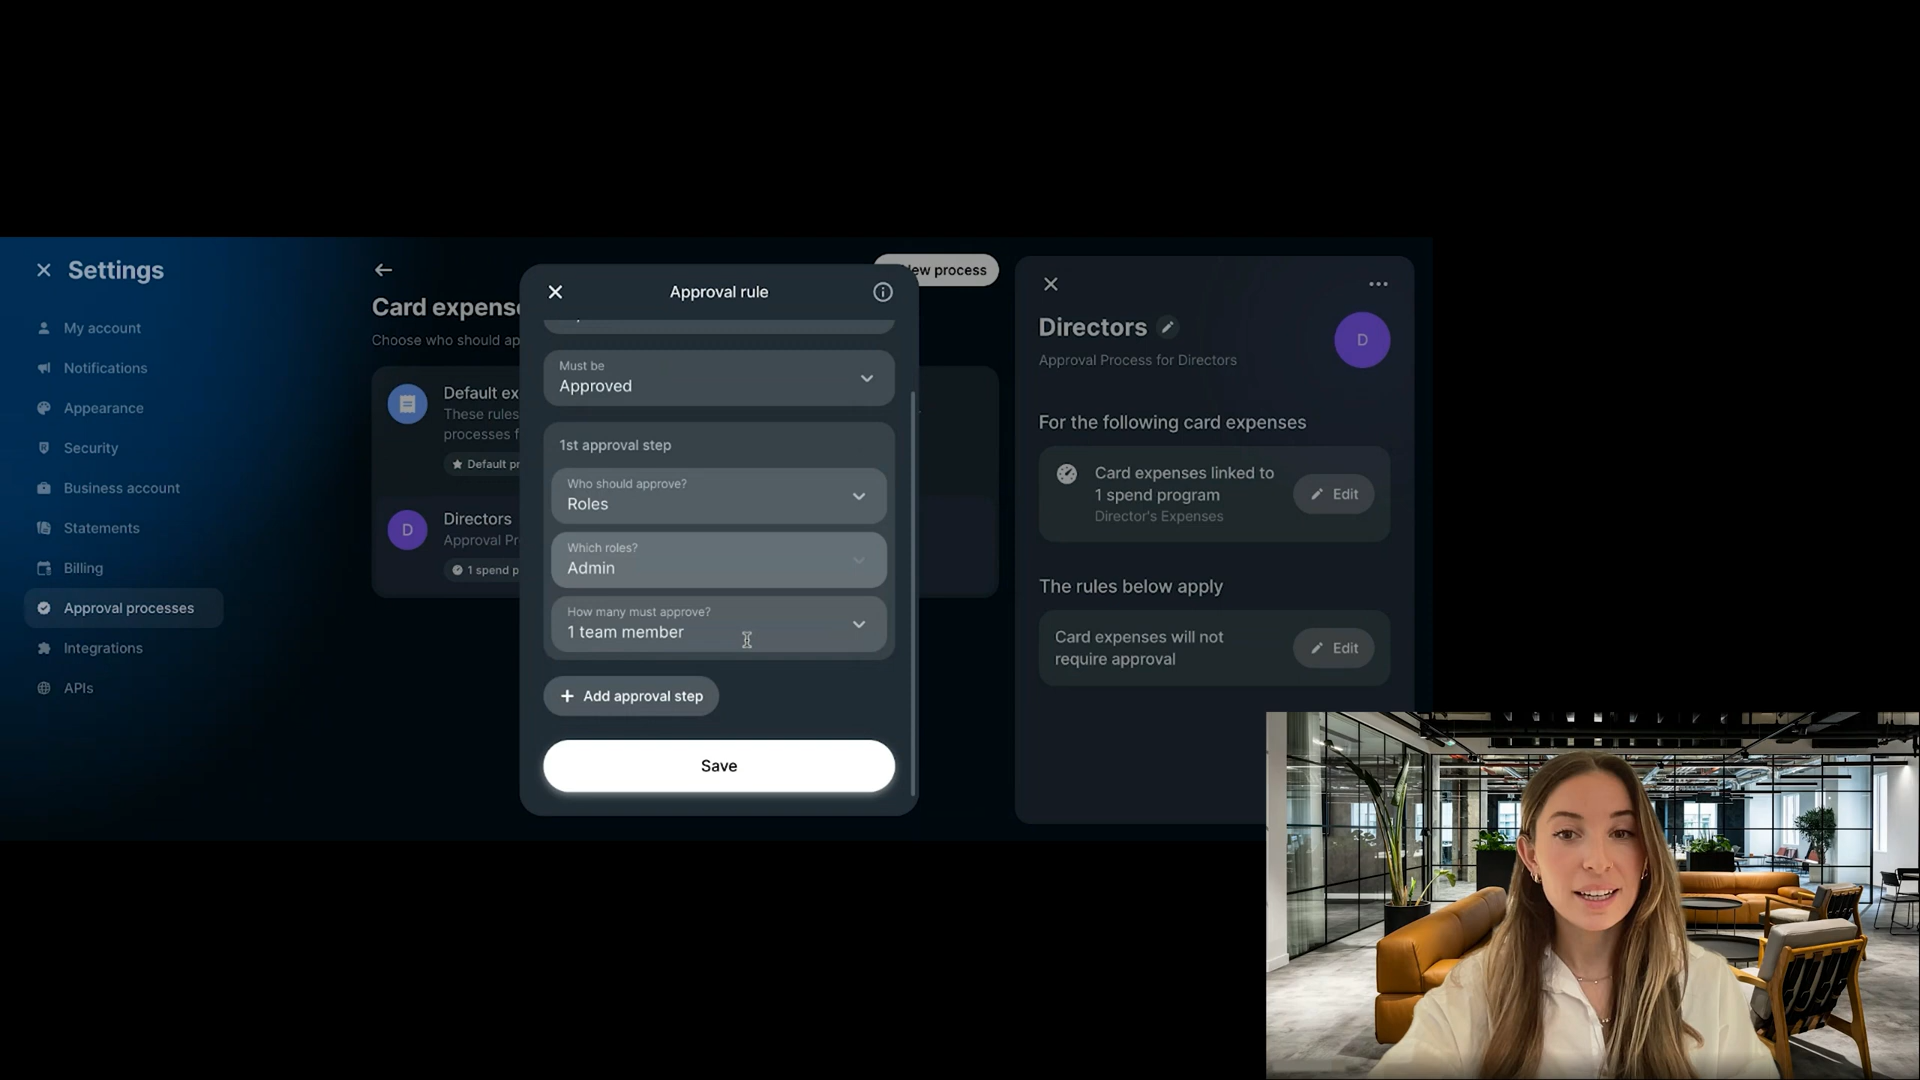 Settings
My account
Notifications
Appearance
Security
Business account
Statements
Billing
Approval processes
Integrations
APIs
Card expens
Choose who should ap
ew process
Default ex
These rules
processes f
Default pr
D
Directors
Approval Pr
1 spend p
Approval rule
Must be
Approved
1st approval step
Who should approve?
Roles
Which roles?
Admin
How many must approve?
1 team member
Add approval step
Save
Directors
D
Approval Process for Directors
For the following card expenses
Card expenses linked to
1 spend program
Director's Expenses
Edit
The rules below apply
Card expenses will not
require approval
Edit